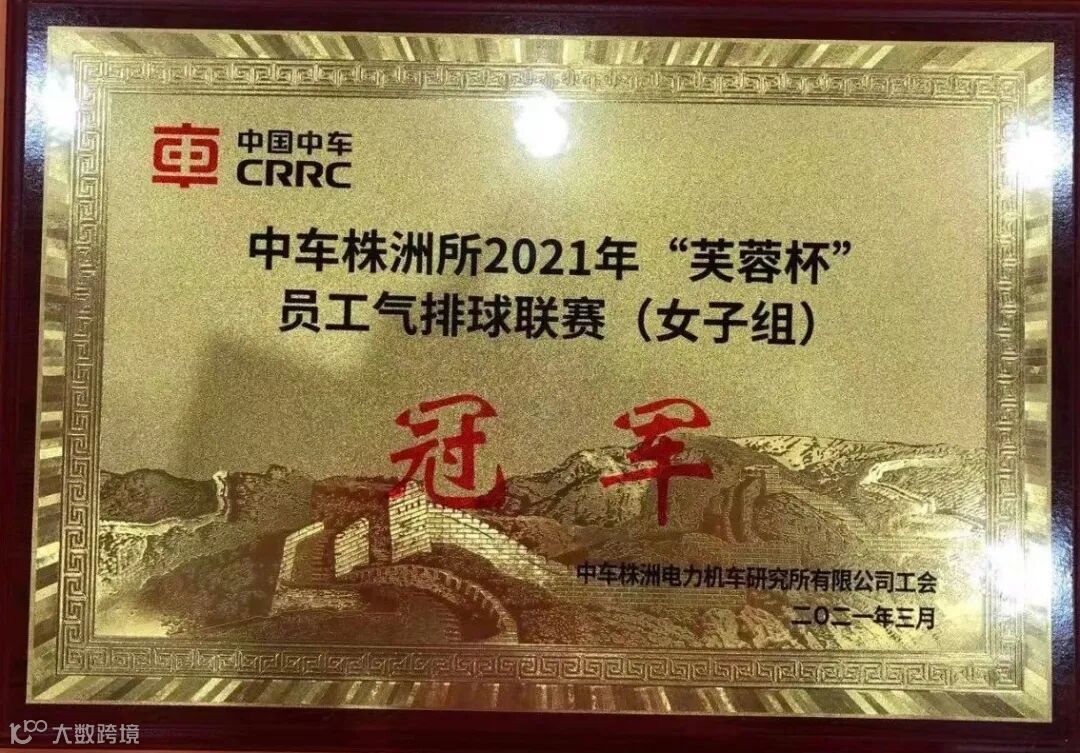 中国中车
CRRC
中车株洲所2021年“芙蓉杯”
员工气排球联赛（女子组）
冠军
中车株洲电力机车研究所有限公司工会
二〇二一年三月
大数跨境